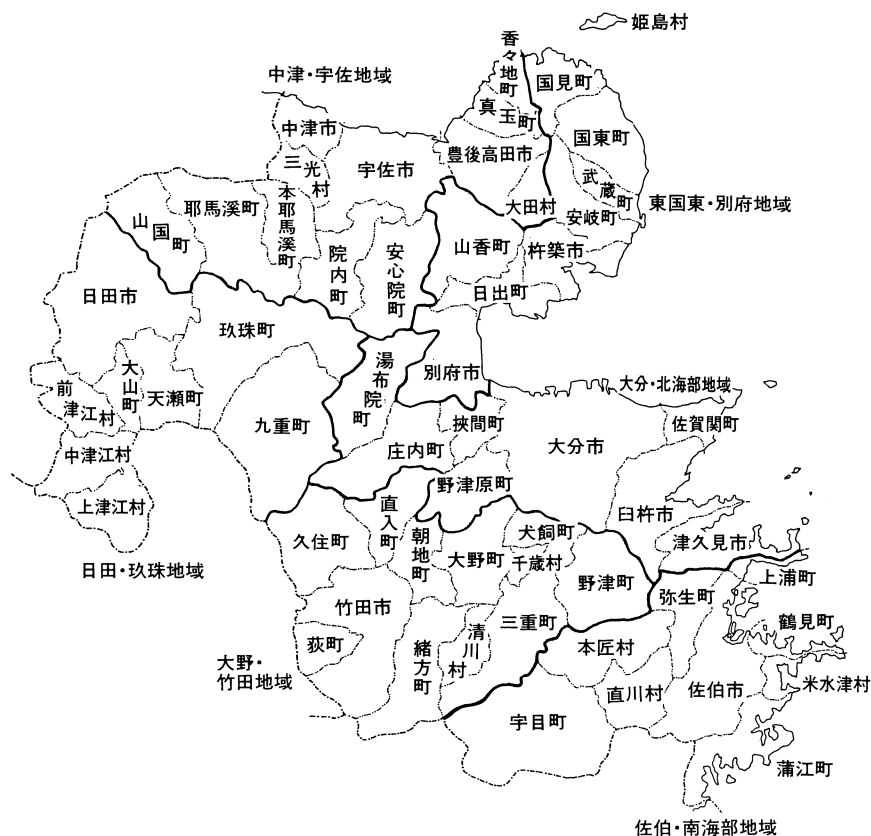 姫島村
香々地町
国見町
中津・宇佐地域
真玉町
中津市
国東町
豊後高田市
三光村
宇佐市
武蔵町
本耶馬溪町
耶馬溪町
大田村
東国東・別府地域
安岐町
山国町
山香町
杵築市
院内町
安心院町
日出町
日田市
玖珠町
湯布院町
別府市
大山町
前津江村
天瀬町
大分・北海部地域
佐賀関町
九重町
挾間町
庄内町
大分市
中津江村
野津原町
上津江村
直入町
臼杵市
久住町
朝地町
犬飼町
津久見市
大野町
千歳村
日田・玖珠地域
野津町
上浦町
弥生町
竹田市
三重町
鶴見町
荻町
緒方町
清川村
本匠村
大野・
竹田地域
直川村
佐伯市
米水津村
宇目町
蒲江町
佐伯・南海部地域